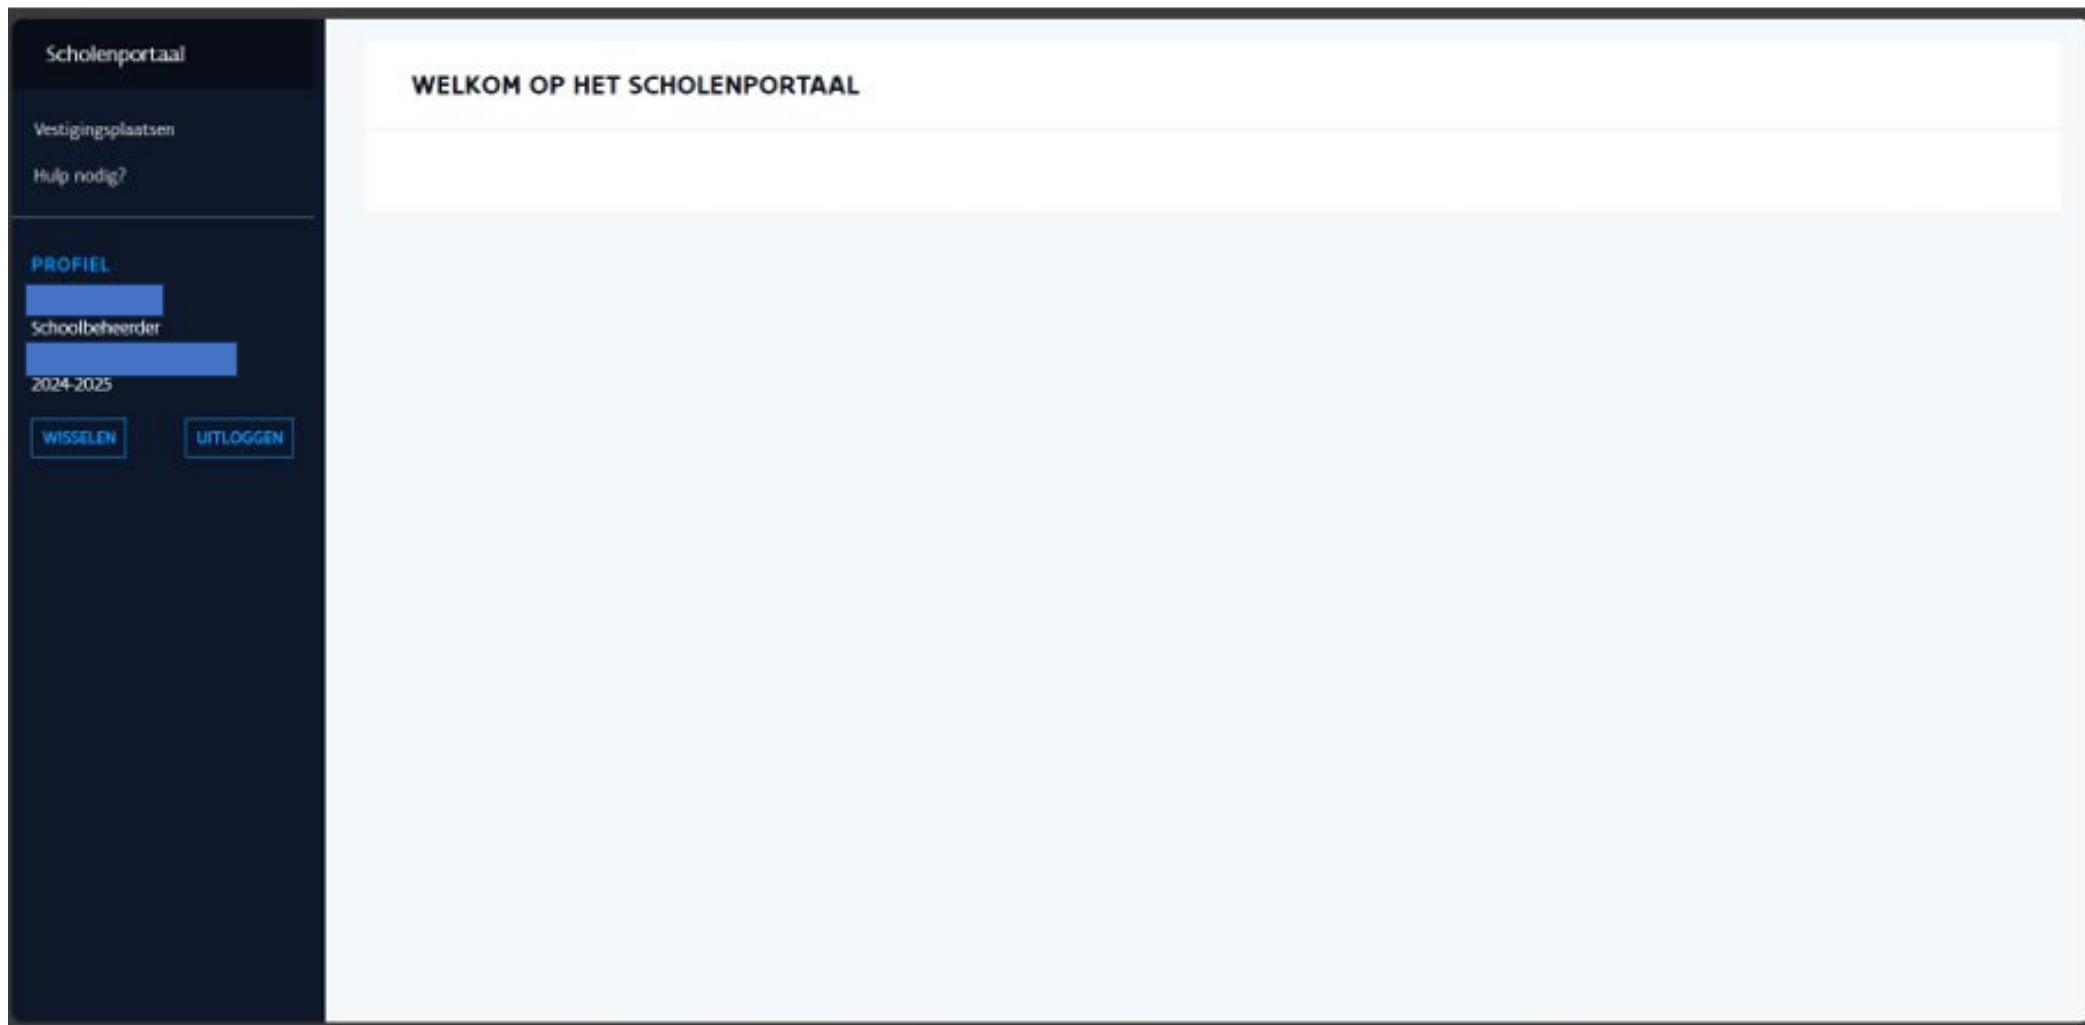 Scholenportaal
Vestigingsplaatsen
Hulp nodig?
PROFIEL
Schoolbeheerder
2024-2025
WISSELEN
UITLOGGEN
WELKOM OP HET SCHOLENPORTAAL